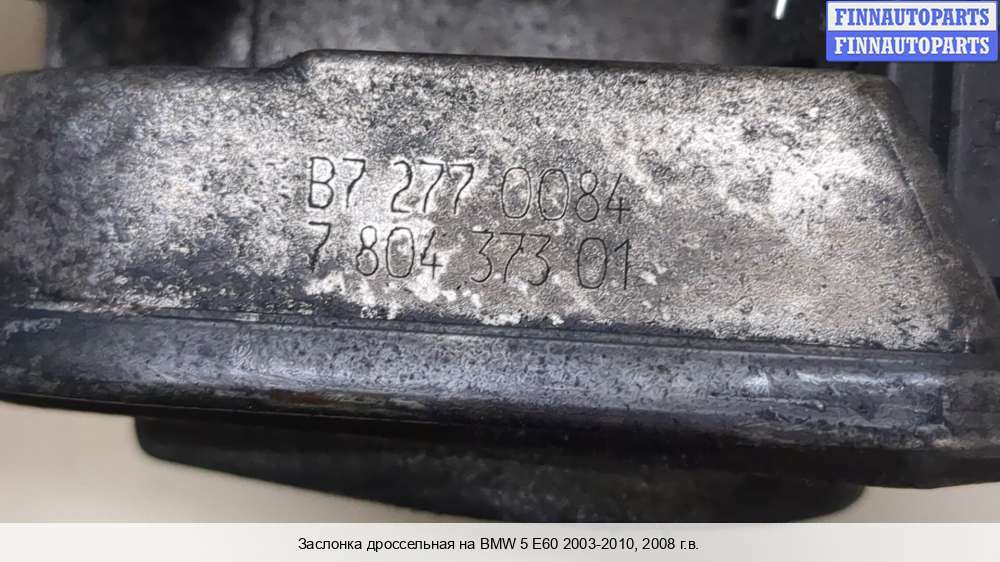 FINNAUTOPARTS
FINNAUTOPARTS
B7 277 0084
7 804 373 01
Заслонка дроссельная на BMW 5 E60 2003-2010, 2008 г.в.